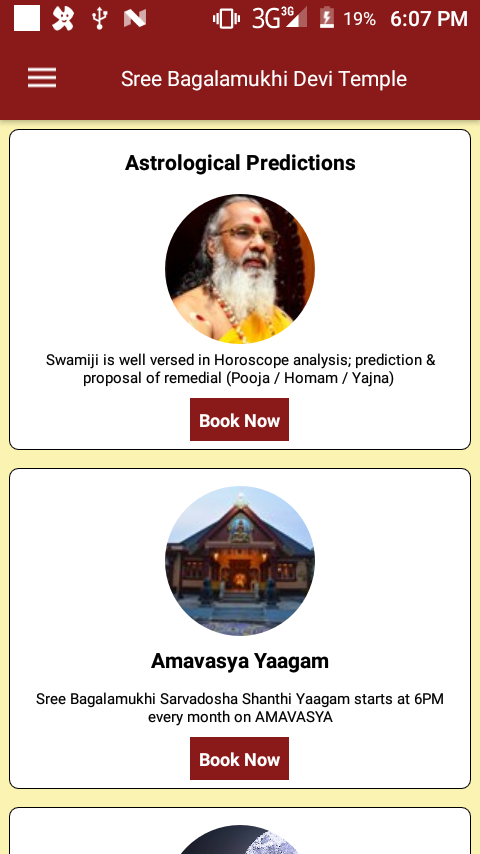 3G 3G 19% 6:07 PM
Sree Bagalamukhi Devi Temple
Astrological Predictions
Swamiji is well versed in Horoscope analysis; prediction &
proposal of remedial (Pooja / Homam / Yajna)
Book Now
Amavasya Yaagam
Sree Bagalamukhi Sarvadosha Shanthi Yaagam starts at 6PM
every month on AMAVASYA
Book Now